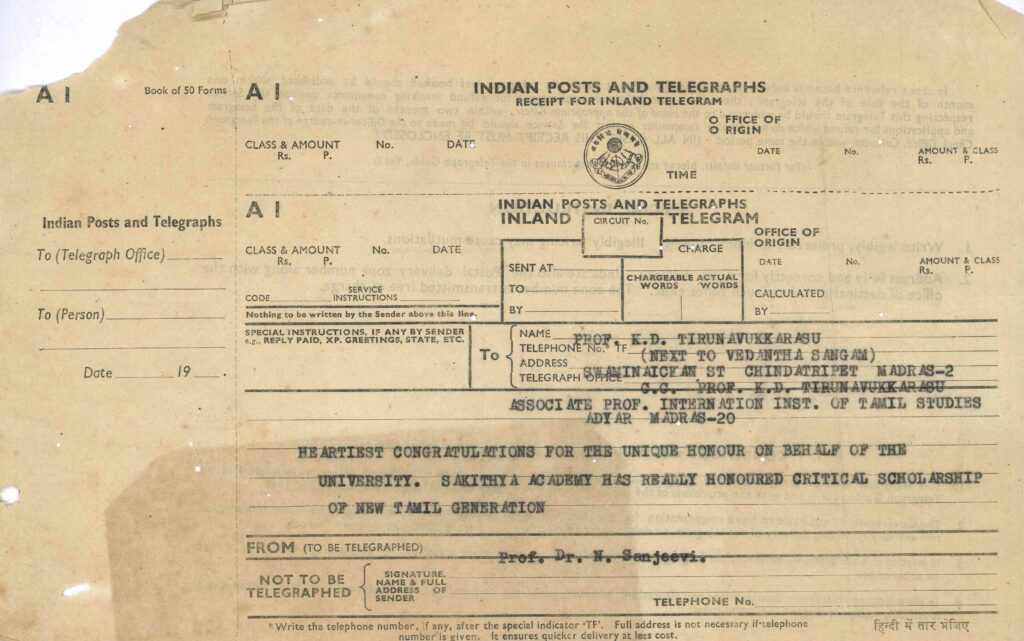 A I
Book of 50 Forms
Indian Posts and Telegraphs
To (Telegraph Office)
To (Person)
Date 19 .
A I
INDIAN POSTS AND TELEGRAPHS
RECEIPT FOR INLAND TELEGRAM
OFFICE OF
ORIGIN
CLASS & AMOUNT No. DATE
Rs. P.
TIME
DATE No. AMOUNT & CLASS
Rs. P.
A I
INDIAN POSTS AND TELEGRAPHS
INLAND TELEGRAM
CIRCUIT No.
OFFICE OF
ORIGIN
CLASS & AMOUNT No. DATE
Rs. P.
SENT AT
TO
BY
CHARGE
CHARGEABLE ACTUAL
WORDS WORDS
DATE No. AMOUNT & CLASS
Rs. P.
CALCULATED
BY
CODE SERVICE INSTRUCTIONS
Nothing to be written by the Sender above this line.
SPECIAL INSTRUCTIONS, IF ANY BY SENDER
e.g., REPLY PAID, XP. GREETINGS, STATE, ETC.
To
NAME PROF. K.D. TIRUNAVUKKARASU
TELEPHONE No. *TF (NEXT TO VEDANTHA SANGAM)
ADDRESS SWAMINAICKAN ST CHINDATRIPET MADRAS-2
TELEGRAPH OFFICE C.C. PROF. K.D. TIRUNAVUKKARASU
ASSOCIATE PROF. INTERNATION INST. OF TAMIL STUDIES
ADYAR MADRAS-20
HEARTIEST CONGRATULATIONS FOR THE UNIQUE HONOUR ON BEHALF OF THE
UNIVERSITY. SAKITHYA ACADEMY HAS REALLY HONOURED CRITICAL SCHOLARSHIP
OF NEW TAMIL GENERATION
FROM (TO BE TELEGRAPHED) Prof. Dr. N. Sanjeevi.
NOT TO BE
TELEGRAPHED
SIGNATURE,
NAME & FULL
ADDRESS OF
SENDER
TELEPHONE No.
*Write the telephone number, if any, after the special indicator 'TF'. Full address is not necessary if telephone
number is given. It ensures quicker delivery at less cost.
हिन्दी में तार भेजिए